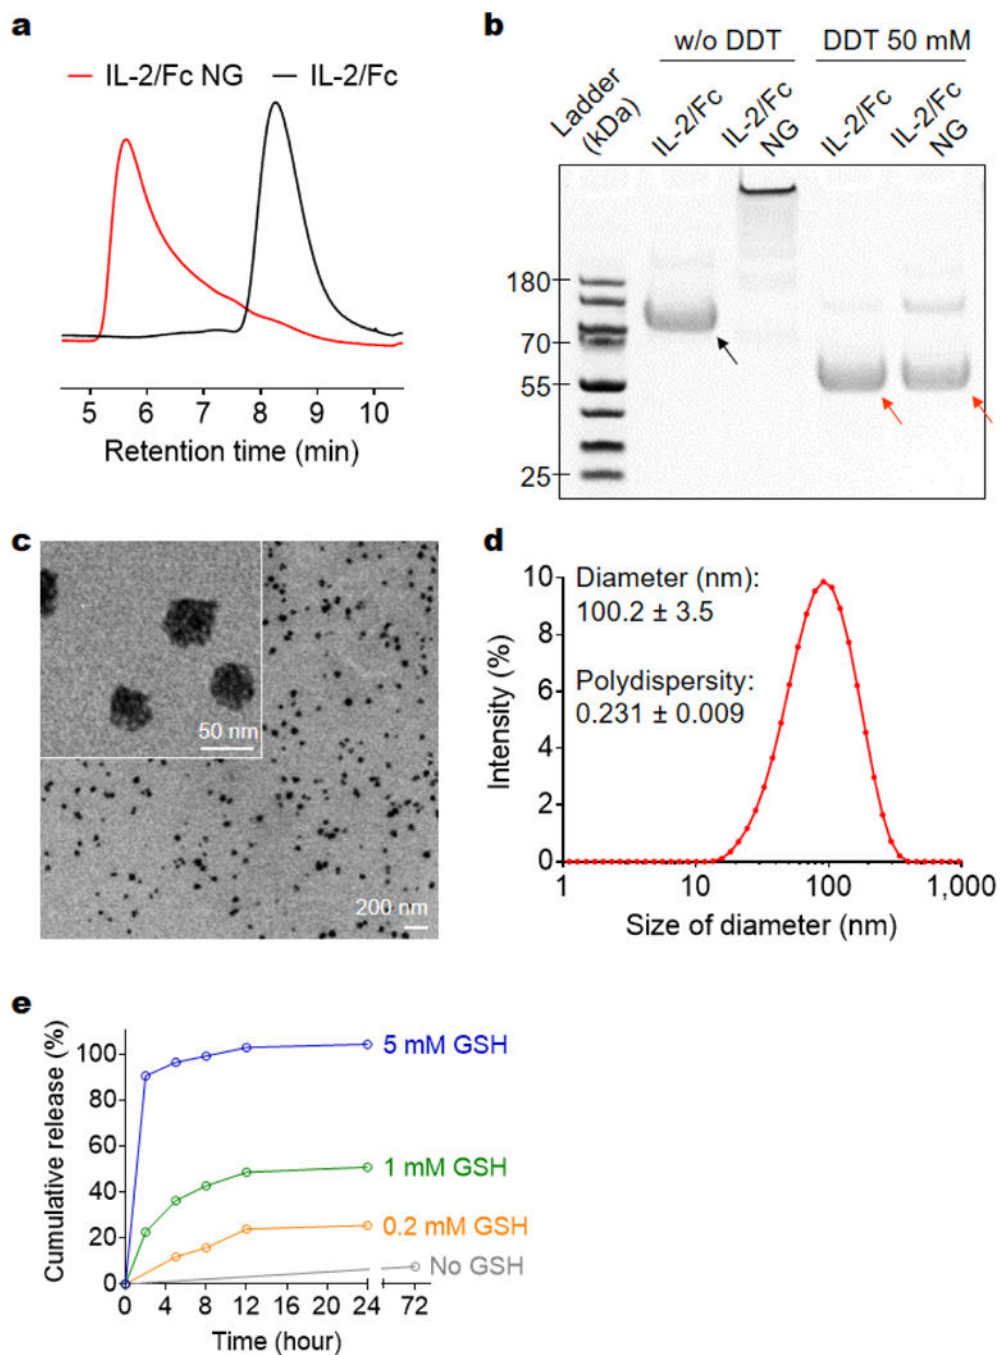 a
IL-2/Fc NG
IL-2/Fc
5 6 7 8 9 10
Retention time (min)
b
w/o DDT
DDT 50 mM
Ladder
(kDa)
IL-2/Fc
IL-2/Fc
NG
IL-2/Fc
IL-2/Fc
NG
180
70
55
25
c
50 nm
200 nm
d
Diameter (nm):
100.2 ± 3.5
Polydispersity:
0.231 ± 0.009
Intensity (%)
10
8
6
4
2
0
1 10 100 1,000
Size of diameter (nm)
e
Cumulative release (%)
100
80
60
40
20
0
5 mM GSH
1 mM GSH
0.2 mM GSH
No GSH
0 4 8 12 16 20 24 72
Time (hour)